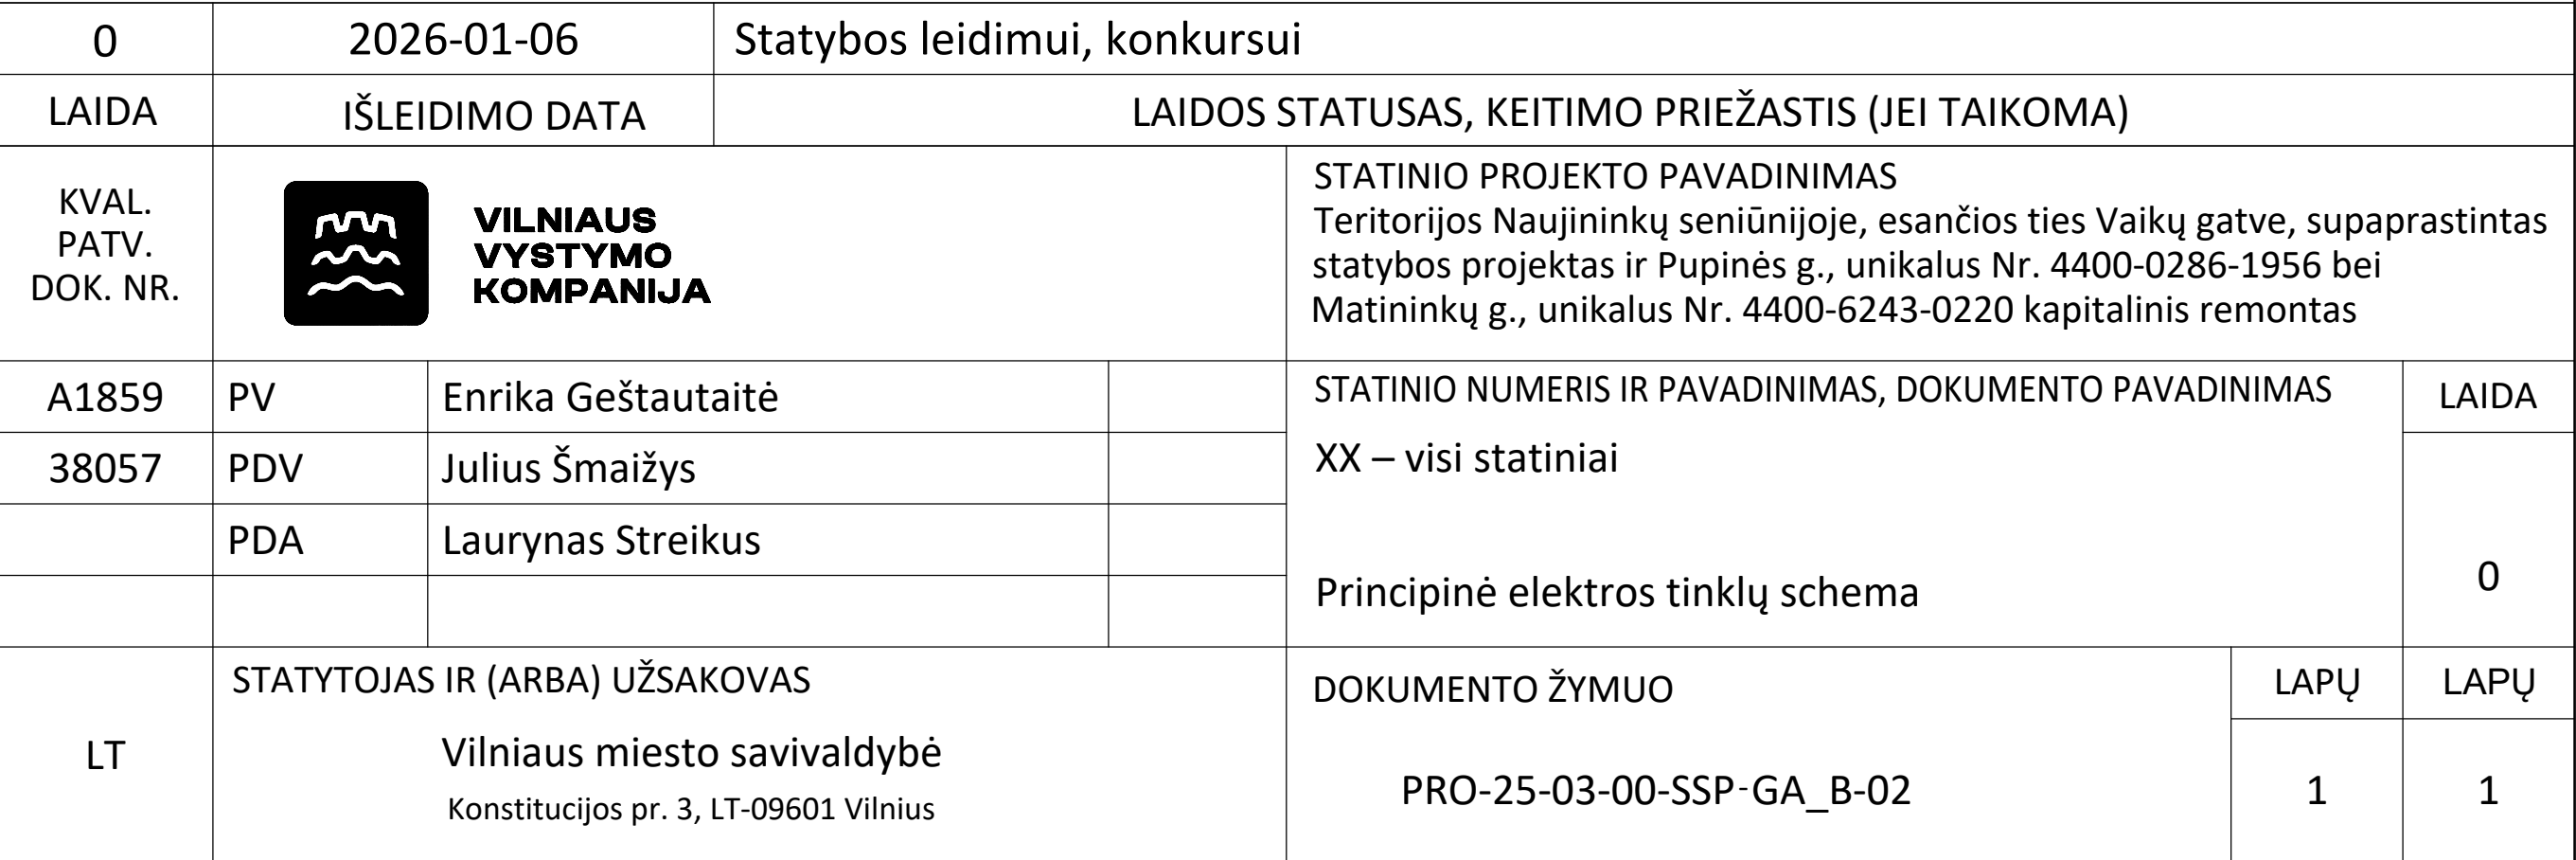 0 2026-01-06 Statybos leidimui, konkursui
LAIDA IŠLEIDIMO DATA LAIDOS STATUSAS, KEITIMO PRIEŽASTIS (JEI TAIKOMA)
KVAL.
PATV.
DOK. NR.
VILNIAUS
VYSTYMO
KOMPANIJA
STATINIO PROJEKTO PAVADINIMAS
Teritorijos Naujininkų seniūnijoje, esančios ties Vaikų gatve, supaprastintas
statybos projektas ir Pupinės g., unikalus Nr. 4400-0286-1956 bei
Matininkų g., unikalus Nr. 4400-6243-0220 kapitalinis remontas
A1859 PV Enrika Geštautaitė
38057 PDV Julius Šmaižys
PDA Laurynas Streikus
STATINIO NUMERIS IR PAVADINIMAS, DOKUMENTO PAVADINIMAS
XX – visi statiniai
Principinė elektros tinklų schema
LAIDA
0
LT
STATYTOJAS IR (ARBA) UŽSAKOVAS
Vilniaus miesto savivaldybė
Konstitucijos pr. 3, LT-09601 Vilnius
DOKUMENTO ŽYMUO
PRO-25-03-00-SSP-GA_B-02
LAPŲ LAPŲ
1 1